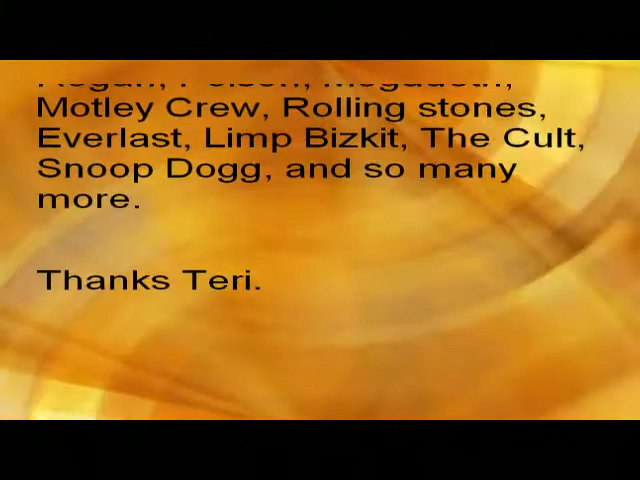 Motley Crew, Rolling stones,
Everlast, Limp Bizkit, The Cult,
Snoop Dogg, and so many
more.
Thanks Teri.